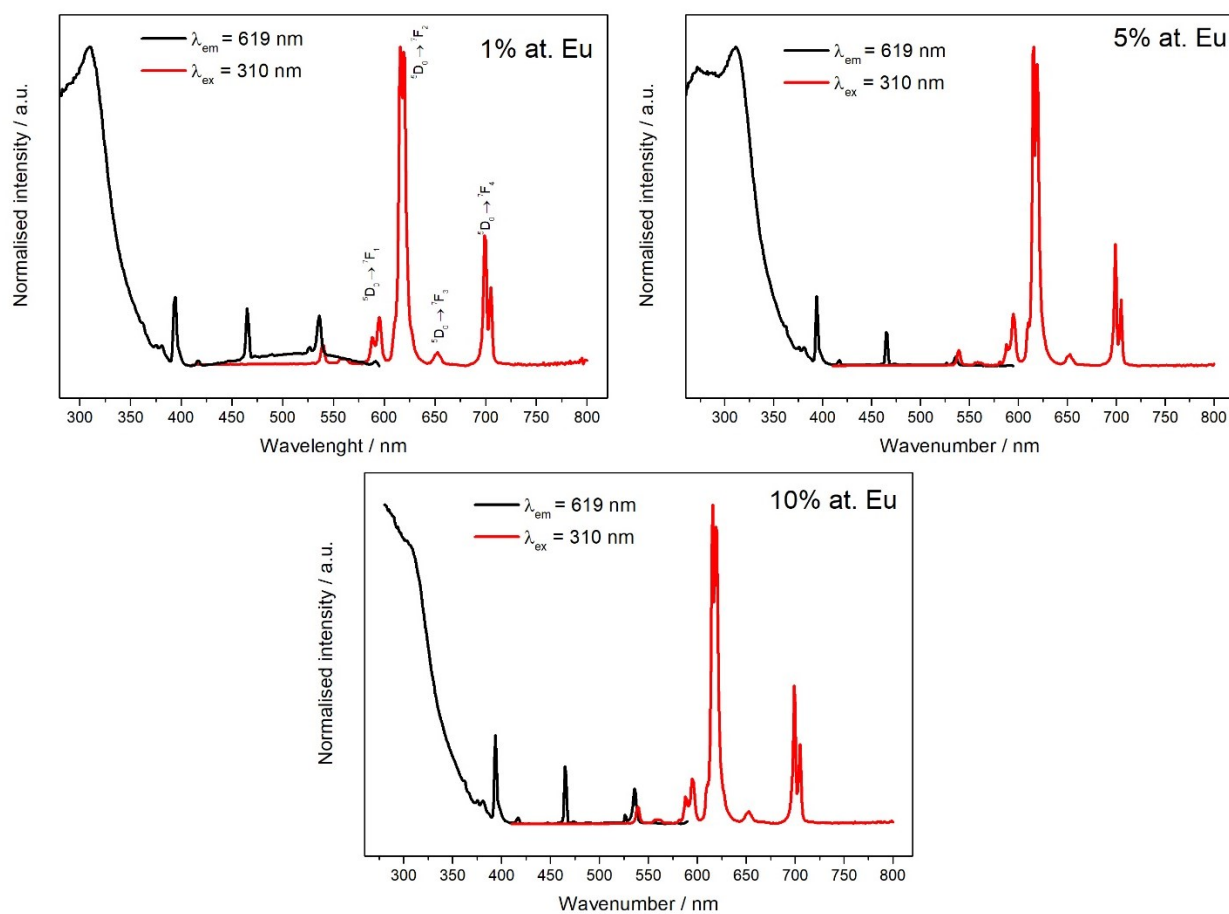 λem = 619 nm
λex = 310 nm
1% at. Eu
Normalised intensity / a.u.
⁵D₀ → ⁷F₁
⁵D₀ → ⁷F₂
⁵D₀ → ⁷F₃
⁵D₀ → ⁷F₄
300 350 400 450 500 550 600 650 700 750 800
Wavelenght / nm
λem = 619 nm
λex = 310 nm
5% at. Eu
Normalised intensity / a.u.
300 350 400 450 500 550 600 650 700 750 800
Wavenumber / nm
λem = 619 nm
λex = 310 nm
10% at. Eu
Normalised intensity / a.u.
300 350 400 450 500 550 600 650 700 750 800
Wavenumber / nm